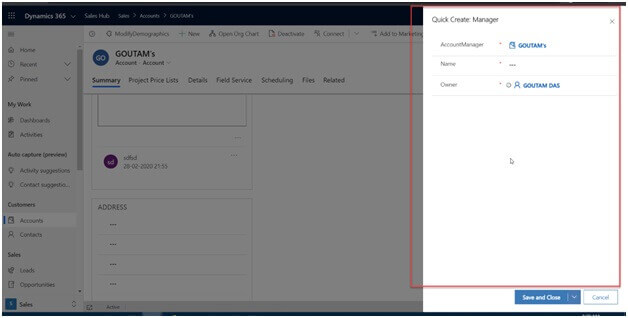 Dynamics 365
Sales Hub Sales > Accounts > GOUTAM's
Home
Recent
Pinned
My Work
Dashboards
Activities
Auto capture (preview)
Activity suggestions
Contact suggestio...
Customers
Accounts
Contacts
Sales
Leads
Opportunities
S Sales
ModifyDemographics + New Open Org Chart Deactivate Connect Add to Marketing
GO GOUTAM's
Account · Account
Summary Project Price Lists Details Field Service Scheduling Files Related
---
28-02-2020 21:55
ADDRESS
---
---
---
---
Active
Quick Create: Manager
AccountManager * GOUTAM's
Name * ---
Owner * GOUTAM DAS
Save and Close Cancel